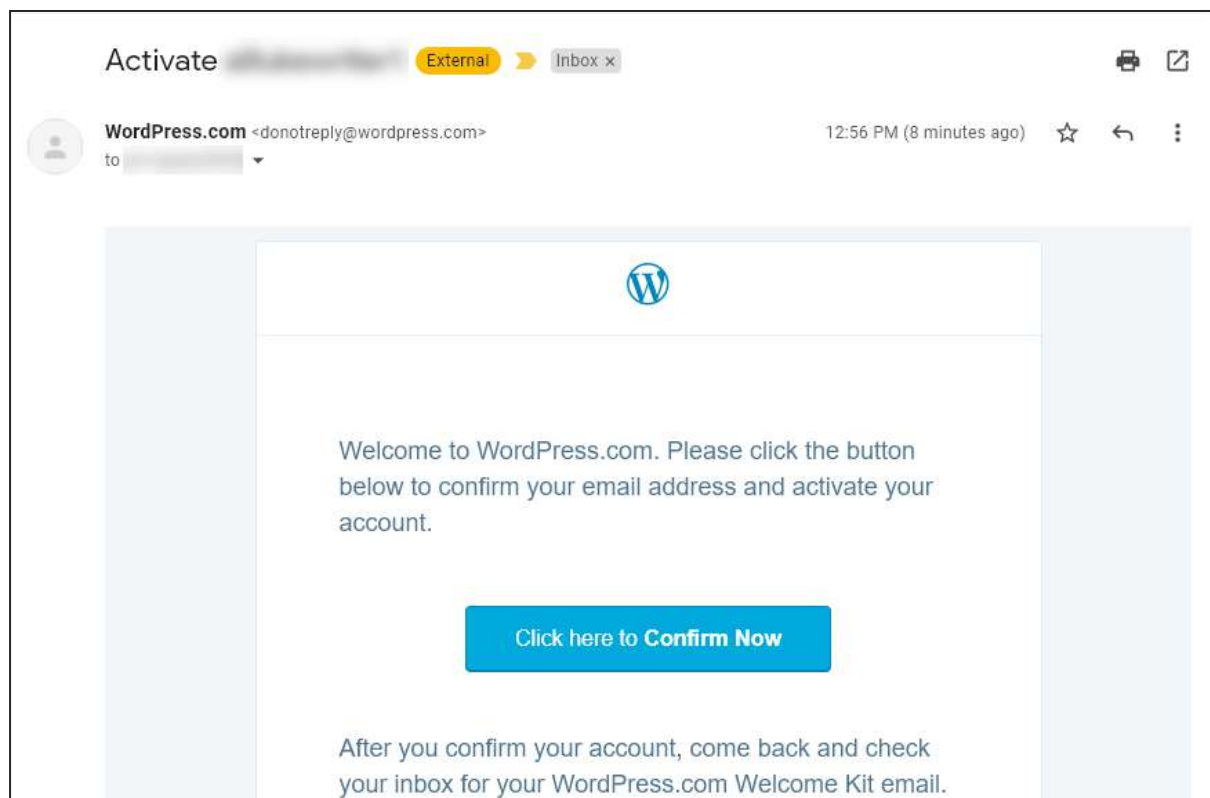 Activate External Inbox x
WordPress.com <donotreply@wordpress.com> 12:56 PM (8 minutes ago)
to
Welcome to WordPress.com. Please click the button
below to confirm your email address and activate your
account.
Click here to Confirm Now
After you confirm your account, come back and check
your inbox for your WordPress.com Welcome Kit email.